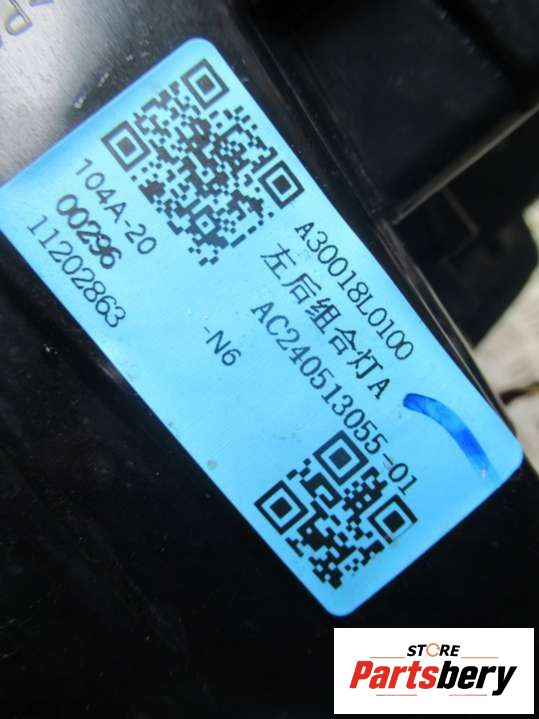 A30018L0100
左后组合灯A
AC240513055-01
-N6
104A-20
00296
11202863
STORE
Partsbery